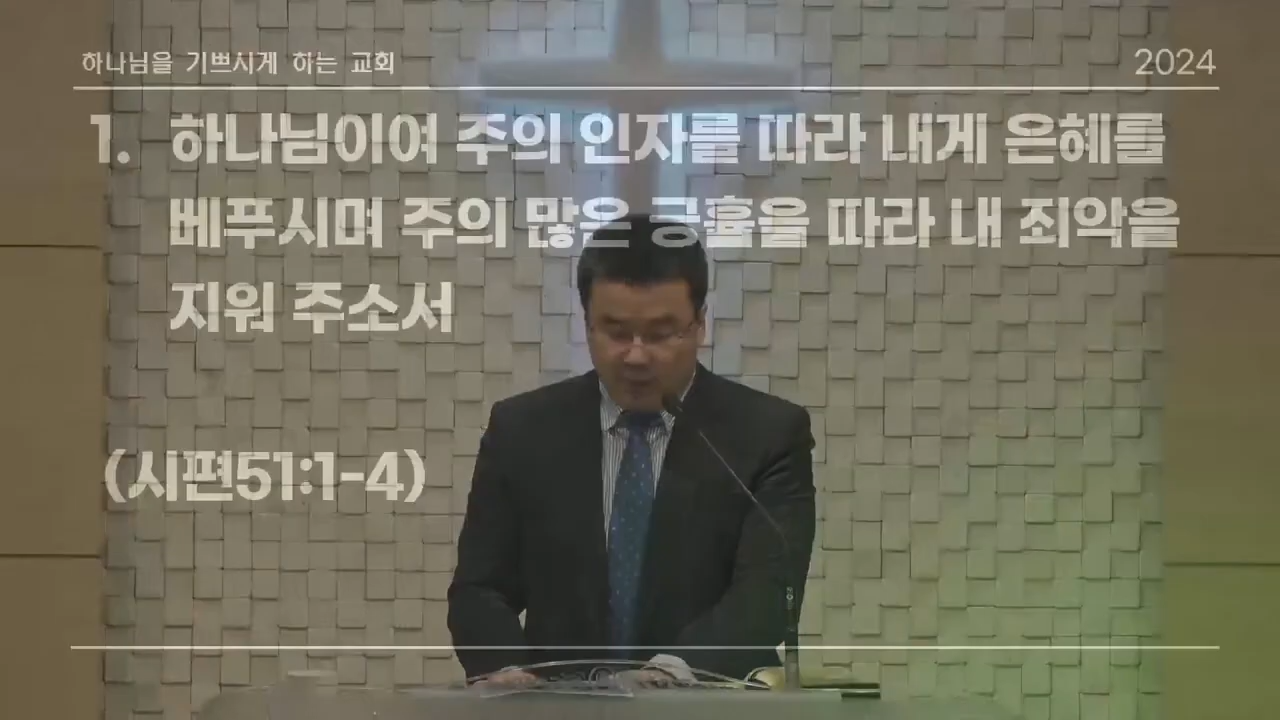 하나님을 기쁘시게 하는 교회
2024
1. 하나님이여 주의 인자를 따라 내게 은혜를
베푸시며 주의 많은 긍휼을 따라 내 죄악을
지워 주소서
(시편51:1-4)